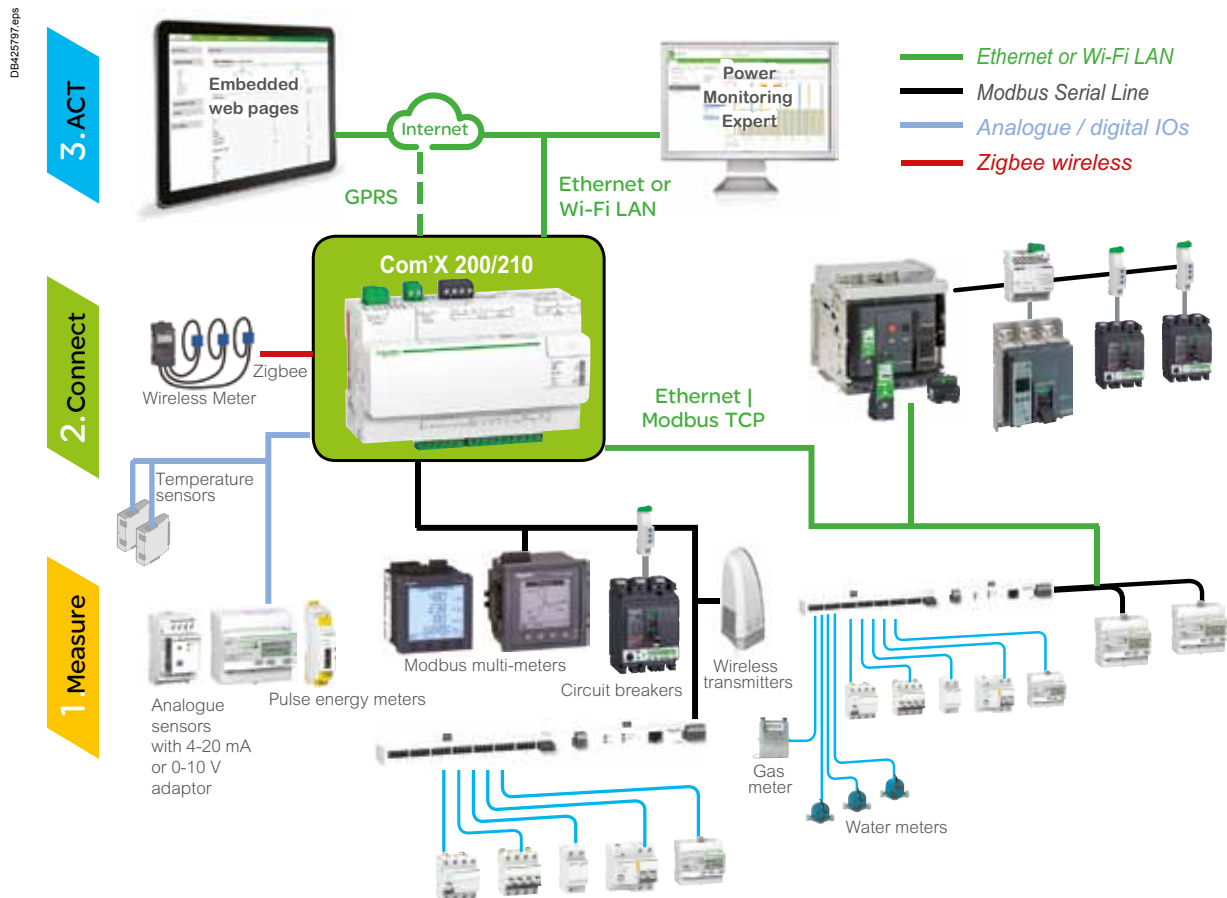 DB425797.eps
3. ACT
Embedded
web pages
Internet
Power
Monitoring
Expert
Ethernet or Wi-Fi LAN
Modbus Serial Line
Analogue / digital IOs
Zigbee wireless
GPRS
Ethernet or
Wi-Fi LAN
2. Connect
Com'X 200/210
Zigbee
Wireless Meter
Ethernet |
Modbus TCP
Temperature
sensors
1. Measure
Modbus multi-meters
Circuit breakers
Wireless
transmitters
Analogue
sensors
with 4-20 mA
or 0-10 V
adaptor
Pulse energy meters
Gas
meter
Water meters